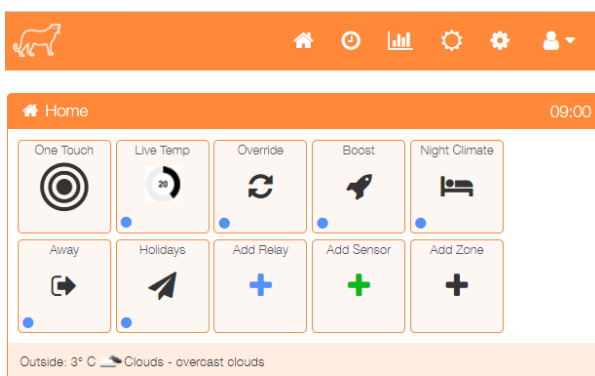 Home 09:00
One Touch Live Temp Override Boost Night Climate
20
Away Holidays Add Relay Add Sensor Add Zone
Outside: 3° C Clouds - overcast clouds